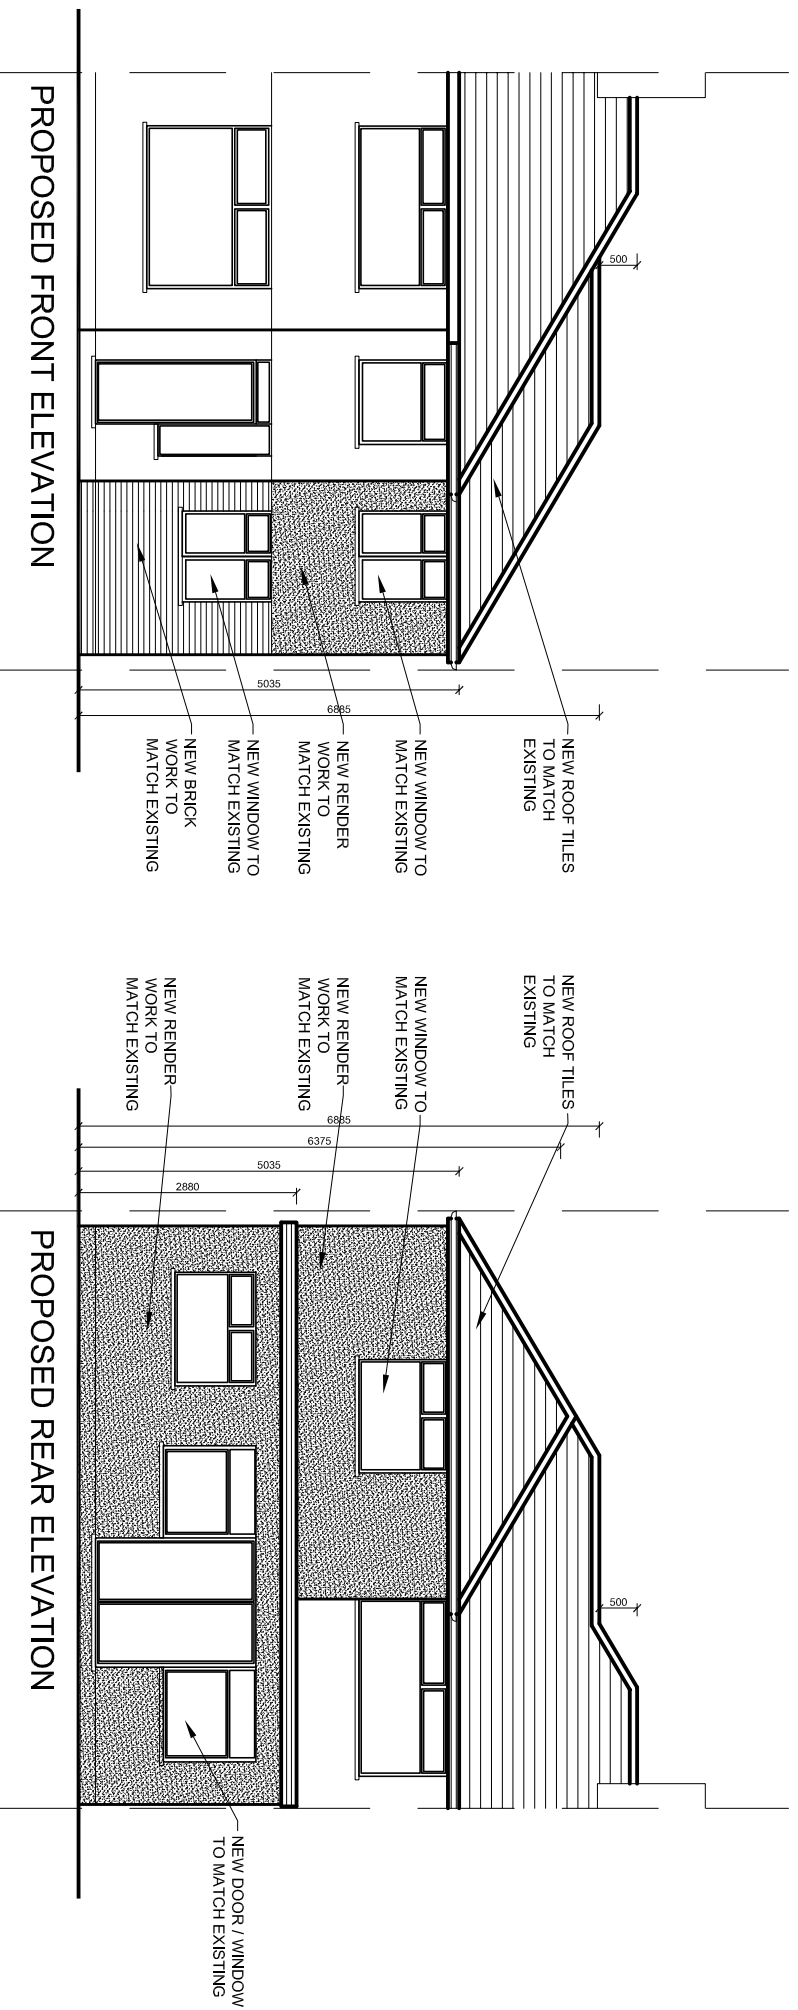 500
5035
6885
NEW ROOF TILES
TO MATCH
EXISTING
NEW WINDOW TO
MATCH EXISTING
NEW RENDER
WORK TO
MATCH EXISTING
NEW WINDOW TO
MATCH EXISTING
NEW BRICK
WORK TO
MATCH EXISTING
PROPOSED FRONT ELEVATION
NEW ROOF TILES
TO MATCH
EXISTING
NEW WINDOW TO
MATCH EXISTING
NEW RENDER
WORK TO
MATCH EXISTING
NEW RENDER
WORK TO
MATCH EXISTING
6885
6375
5035
2880
500
NEW DOOR / WINDOW
TO MATCH EXISTING
PROPOSED REAR ELEVATION